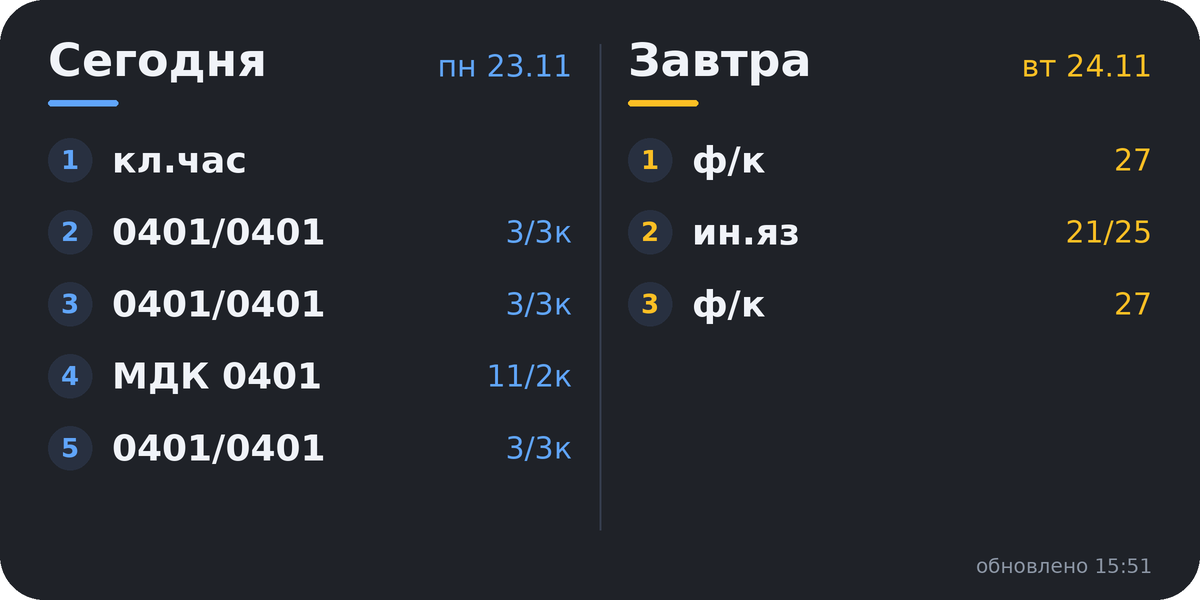 Сегодня пн 23.11
1 кл.час
2 0401/0401 3/3к
3 0401/0401 3/3к
4 МДК 0401 11/2к
5 0401/0401 3/3к
Завтра вт 24.11
1 ф/к 27
2 ин.яз 21/25
3 ф/к 27
обновлено 15:51